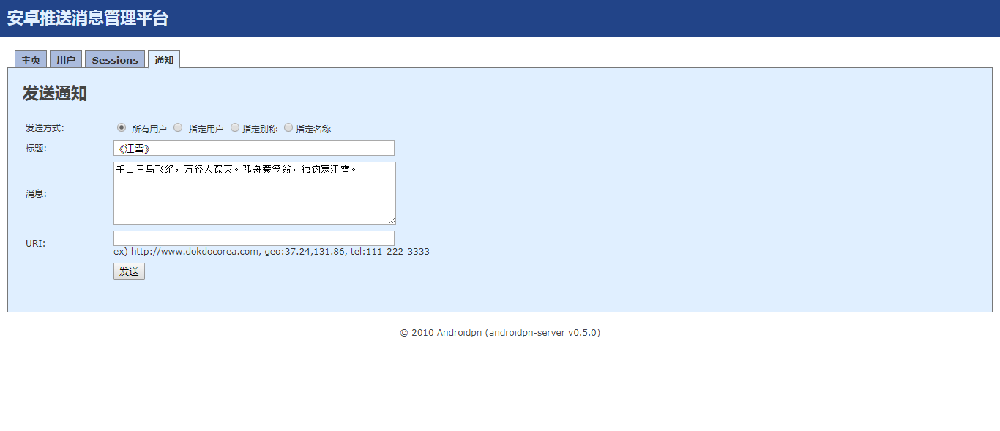 安卓推送消息管理平台
主页 用户 Sessions 通知
发送通知
发送方式: 所有用户 指定用户 指定别称 指定名称
标题: 《江雪》
千山三鸟飞绝，万径人踪灭。孤舟蓑笠翁，独钓寒江雪。
消息:
URI:
ex) http://www.dokdocorea.com, geo:37.24,131.86, tel:111-222-3333
发送
© 2010 Androidpn (androidpn-server v0.5.0)